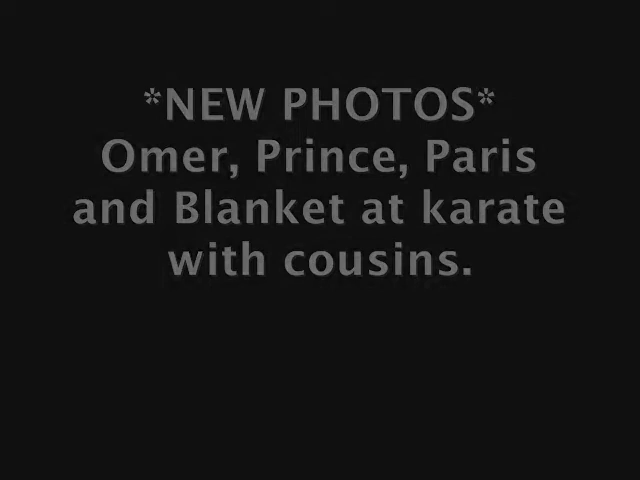 *NEW PHOTOS*
Omer, Prince, Paris
and Blanket at karate
with cousins.